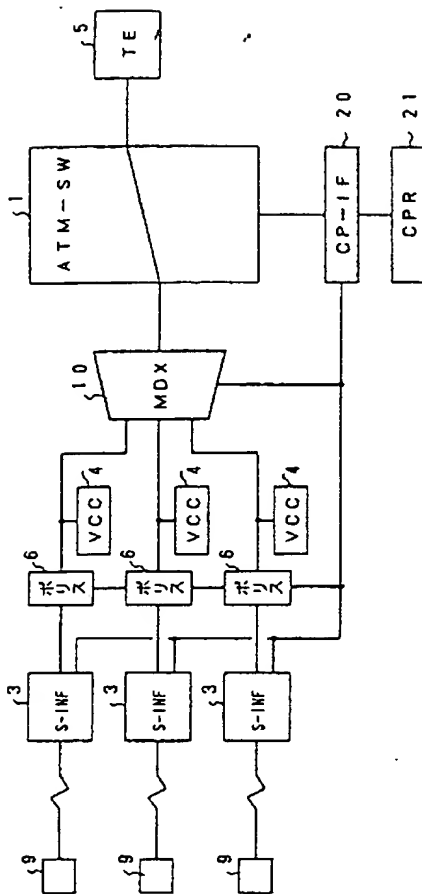 5
TE
1
ATM-SW
20
CP-IF
21
CPR
10
MDX
4
VCC
4
VCC
4
VCC
6
ポリス
6
ポリス
6
ポリス
3
S-INF
3
S-INF
3
S-INF
9
9
9